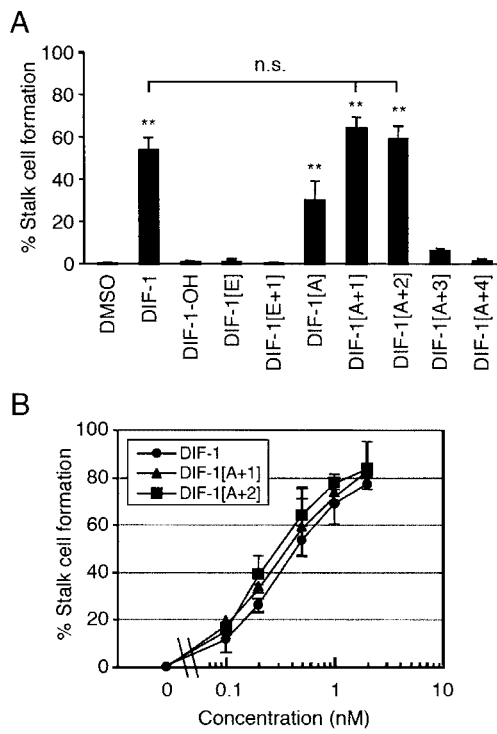 A
n.s.
% Stalk cell formation
100
80
60
40
20
0
**
**
**
**
DMSO
DIF-1
DIF-1-OH
DIF-1[E]
DIF-1[E+1]
DIF-1[A]
DIF-1[A+1]
DIF-1[A+2]
DIF-1[A+3]
DIF-1[A+4]
B
% Stalk cell formation
100
80
60
40
20
0
DIF-1
DIF-1[A+1]
DIF-1[A+2]
0 0.1 1 10
Concentration (nM)